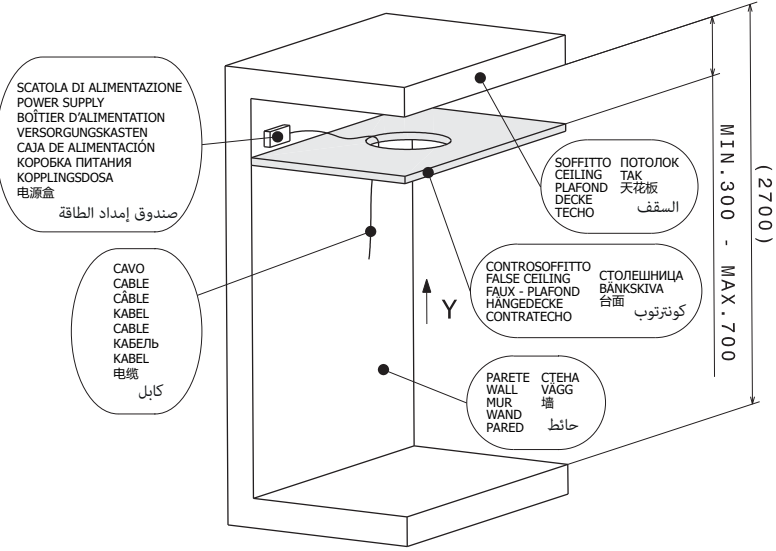 SCATOLA DI ALIMENTAZIONE
POWER SUPPLY
BOÎTIER D'ALIMENTATION
VERSORGUNGSKASTEN
CAJA DE ALIMENTACIÓN
КОРОБКА ПИТАНИЯ
KOPPLINGSDOSA
电源盒
صندوق إمداد الطاقة
CAVO
CABLE
CÂBLE
KABEL
CABLE
КАБЕЛЬ
KABEL
电缆
كابل
SOFFITTO ПОТОЛОК
CEILING TAK
PLAFOND 天花板
DECKE
TECHO السقف
CONTROSOFFITTO
FALSE CEILING СТОЛЕШНИЦА
FAUX - PLAFOND BÄNKSKIVA
HÄNGEDECKE 台面
CONTRATECHO كونترتوب
PARETE СТЕНА
WALL VÄGG
MUR 墙
WAND
PARED حائط
Y
MIN.300 - MAX.700
(2700)